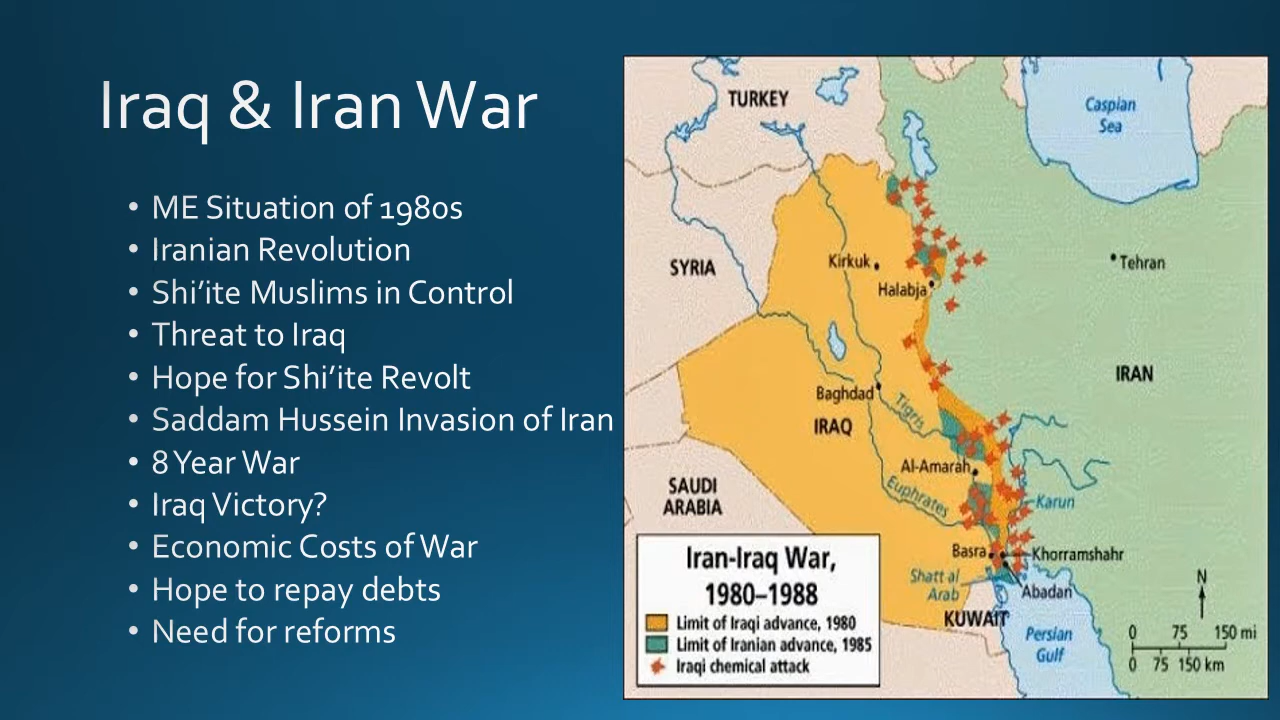 Iraq & Iran War
• ME Situation of 1980s
• Iranian Revolution
• Shi’ite Muslims in Control
• Threat to Iraq
• Hope for Shi’ite Revolt
• Saddam Hussein Invasion of Iran
• 8 Year War
• Iraq Victory?
• Economic Costs of War
• Hope to repay debts
• Need for reforms
TURKEY
Caspian
Sea
SYRIA
Kirkuk
Tehran
Halabja
IRAN
Baghdad
Tigris
IRAQ
Al-Amarah
SAUDI
ARABIA
Euphrates
Karun
Basra
Khorramshahr
Shatt al
Arab
Abadan
KUWAIT
Persian
Gulf
N
0 75 150 mi
0 75 150 km
Iran-Iraq War,
1980–1988
Limit of Iraqi advance, 1980
Limit of Iranian advance, 1985
Iraqi chemical attack